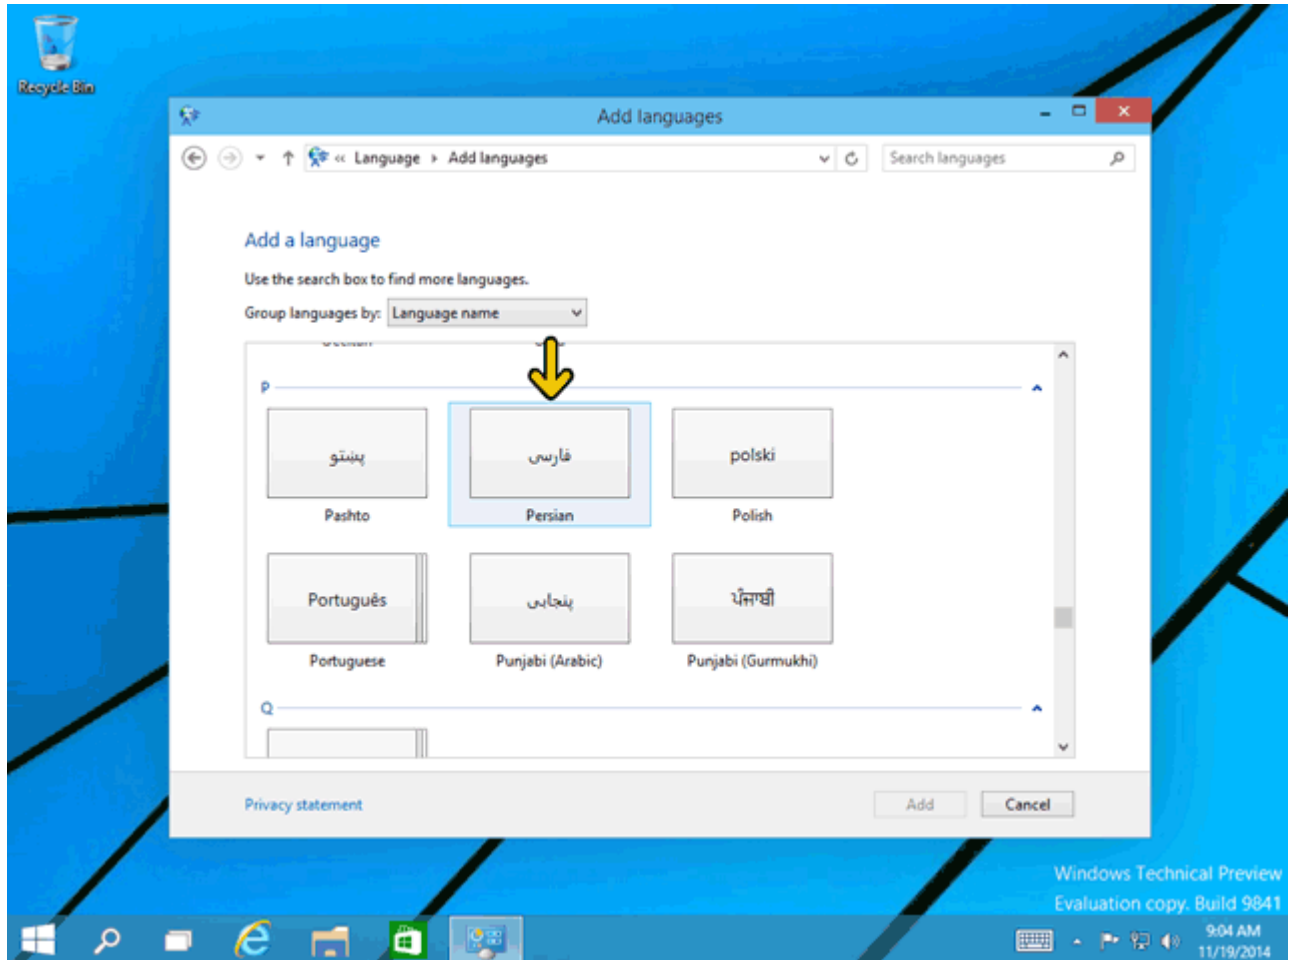 Recycle Bin
Add languages
« Language Add languages
Search languages
Add a language
Use the search box to find more languages.
Group languages by: Language name
P
پښتو
فارسى
polski
Pashto
Persian
Polish
Português
پنجابی
ਪੰਜਾਬੀ
Portuguese
Punjabi (Arabic)
Punjabi (Gurmukhi)
Q
Privacy statement
Add
Cancel
Windows Technical Preview
Evaluation copy. Build 9841
9:04 AM
11/19/2014